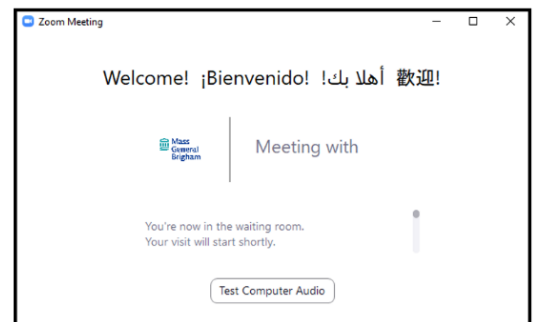 Zoom Meeting
Welcome! ¡Bienvenido! !أهلا بك 歡迎!
Mass
General
Brigham
Meeting with
You're now in the waiting room.
Your visit will start shortly.
Test Computer Audio